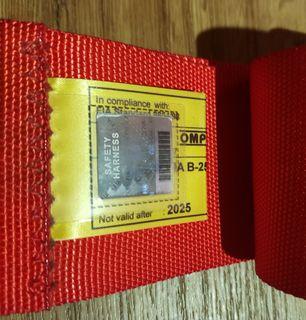 In compliance with:
OMP
A B-25
SAFETY
HARNESS
Not valid after : 2025